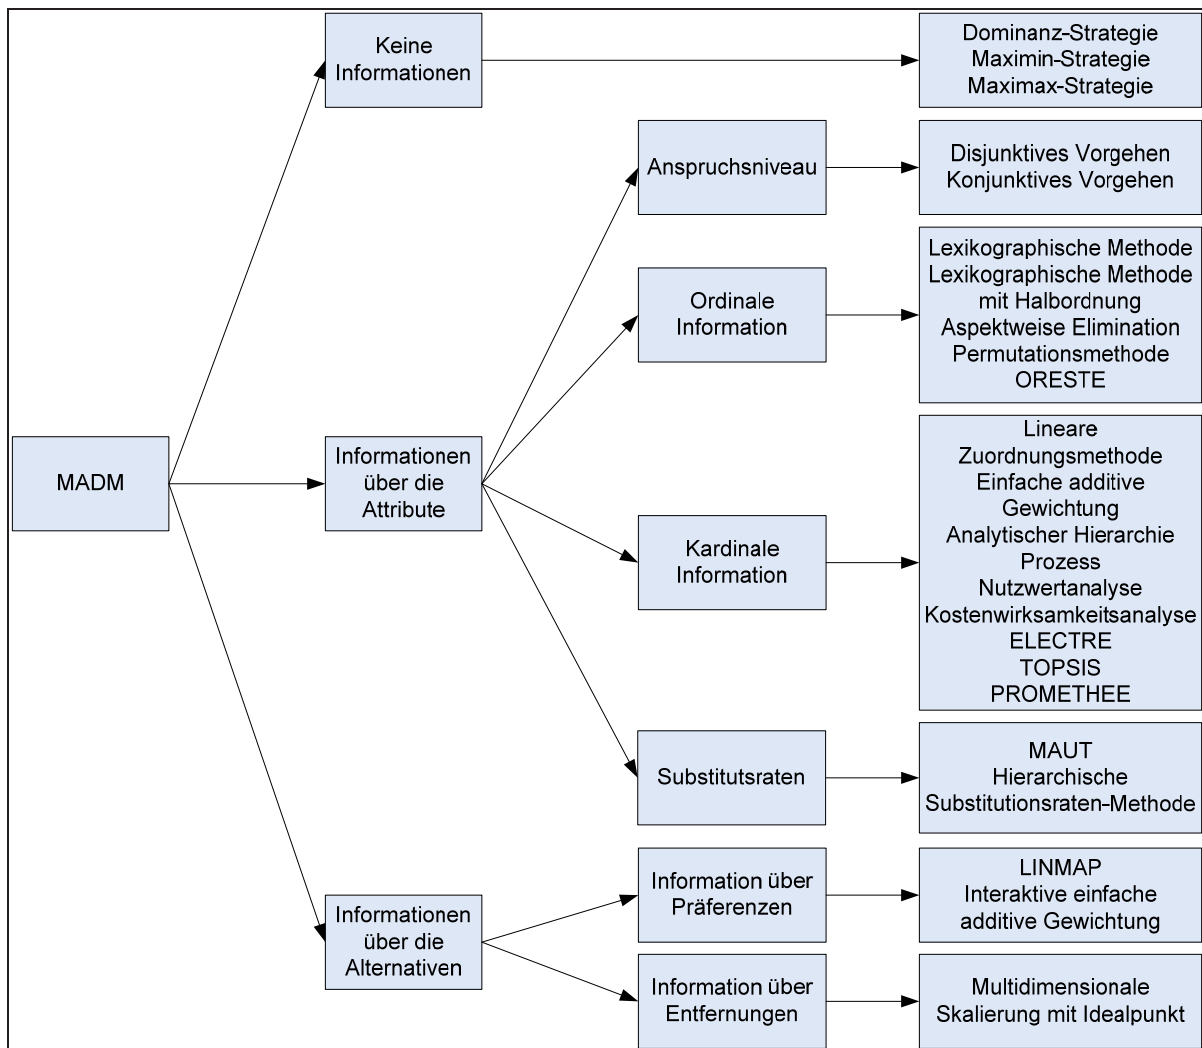 Keine
Informationen
Dominanz-Strategie
Maximin-Strategie
Maximax-Strategie
Anspruchsniveau
Disjunktives Vorgehen
Konjunktives Vorgehen
Ordinale
Information
Lexikographische Methode
Lexikographische Methode
mit Halbordnung
Aspektweise Elimination
Permutationsmethode
ORESTE
MADM
Informationen
über die
Attribute
Kardinale
Information
Lineare
Zuordnungsmethode
Einfache additive
Gewichtung
Analytischer Hierarchie
Prozess
Nutzwertanalyse
Kostenwirksamkeitsanalyse
ELECTRE
TOPSIS
PROMETHEE
Substitutsraten
MAUT
Hierarchische
Substitutionsraten-Methode
Informationen
über die
Alternativen
Information über
Präferenzen
LINMAP
Interaktive einfache
additive Gewichtung
Information über
Entfernungen
Multidimensionale
Skalierung mit Idealpunkt